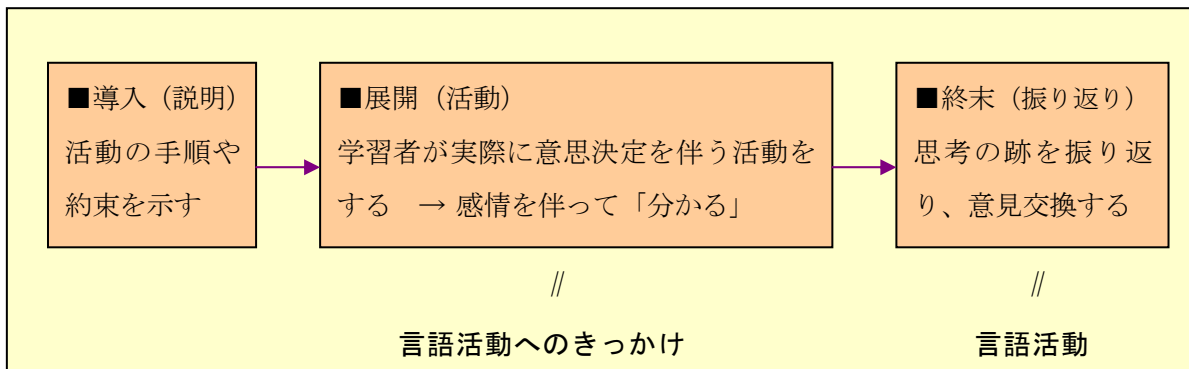 ■導入（説明）
活動の手順や
約束を示す
■展開（活動）
学習者が実際に意思決定を伴う活動を
する　→ 感情を伴って「分かる」
■終末（振り返り）
思考の跡を振り返
り、意見交換する
∥
∥
言語活動へのきっかけ
言語活動